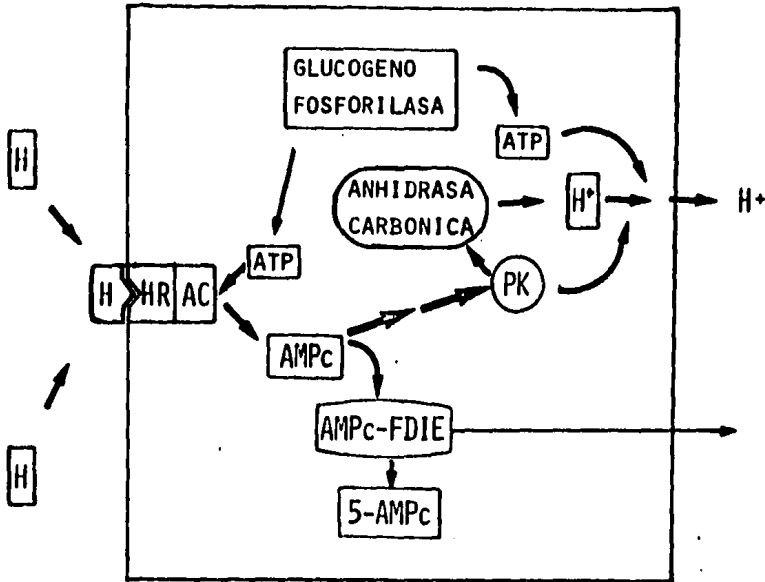 GLUCOGENO
FOSFORILASA
ATP
H
ANHIDRASA
CARBONICA
H+
H+
ATP
H
HR
AC
PK
AMPc
AMPc-FDIE
H
5-AMPc